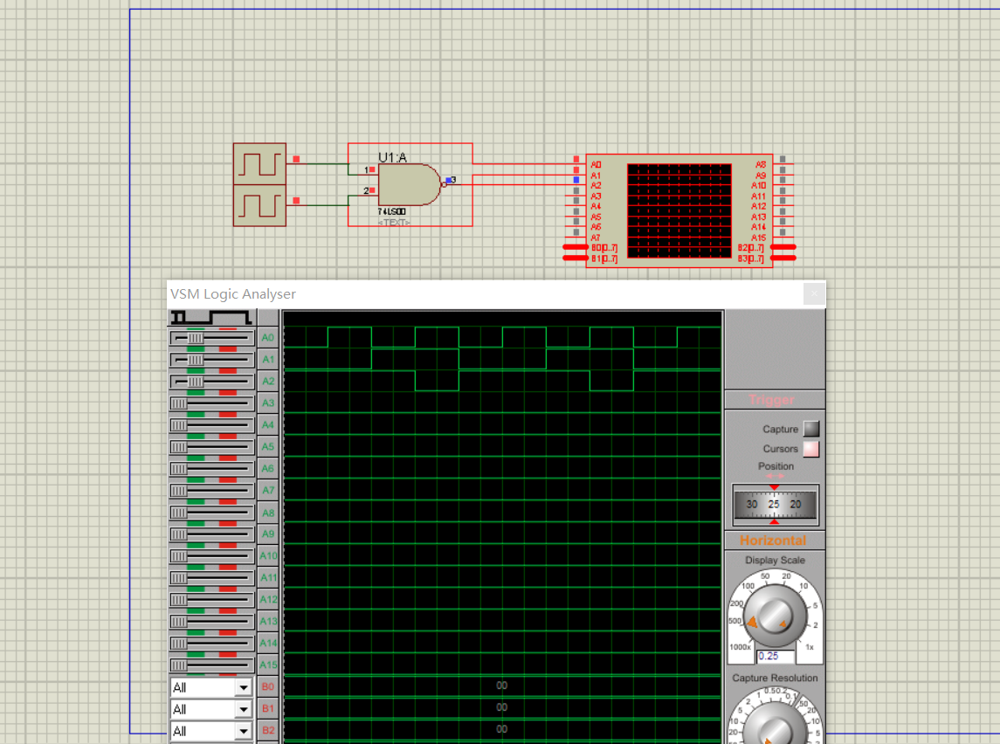 U1:A
1
2
3
74LS00
<TEXT>
A0
A1
A2
A3
A4
A5
A6
A7
B0[0..7]
B1[0..7]
A8
A9
A10
A11
A12
A13
A14
A15
B2[0..7]
B3[0..7]
VSM Logic Analyser
A0
A1
A2
A3
A4
A5
A6
A7
A8
A9
A10
A11
A12
A13
A14
A15
All B0 00
All B1 00
All B2 00
Trigger
Capture
Cursors
Position
30 25 20
Horizontal
Display Scale
50 20
100 10
200 5
500 2
1000x 1x
0.25
Capture Resolution
2 1 0.5 0.2 0.1
5 50
10 20
20 10
5